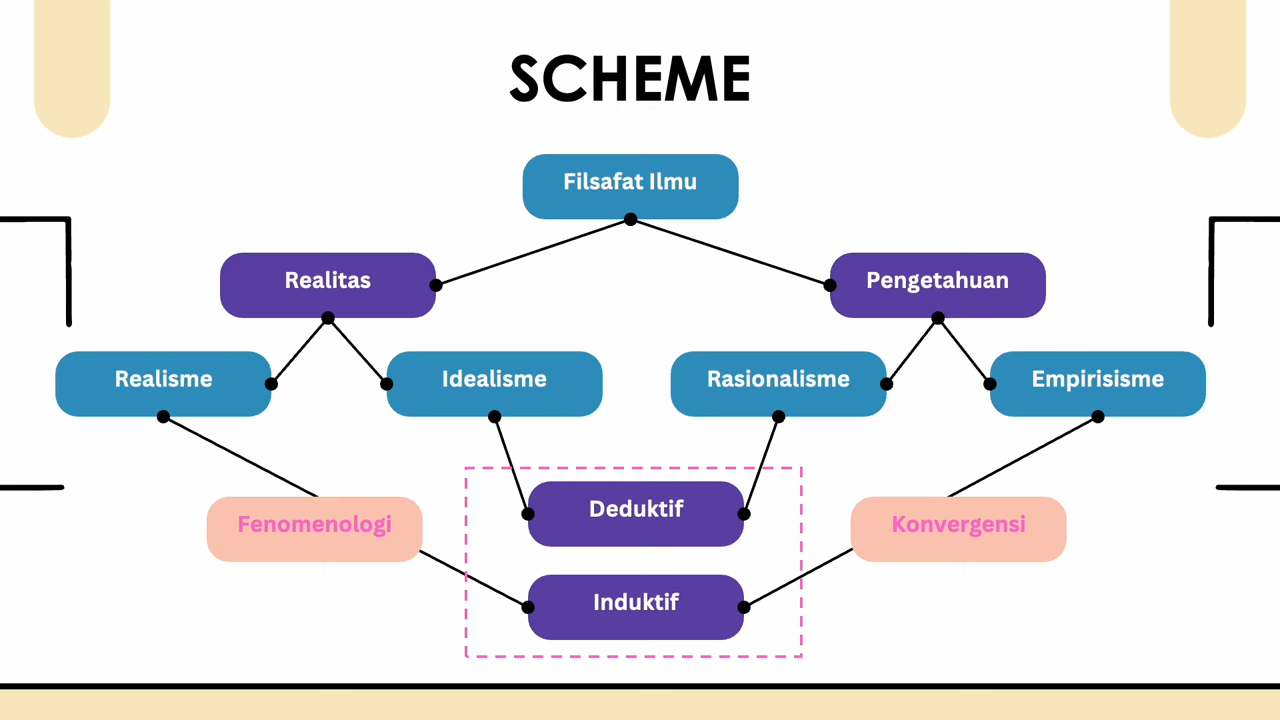 SCHEME
Filsafat Ilmu
Realitas
Pengetahuan
Realisme
Idealisme
Rasionalisme
Empirisisme
Fenomenologi
Deduktif
Konvergensi
Induktif